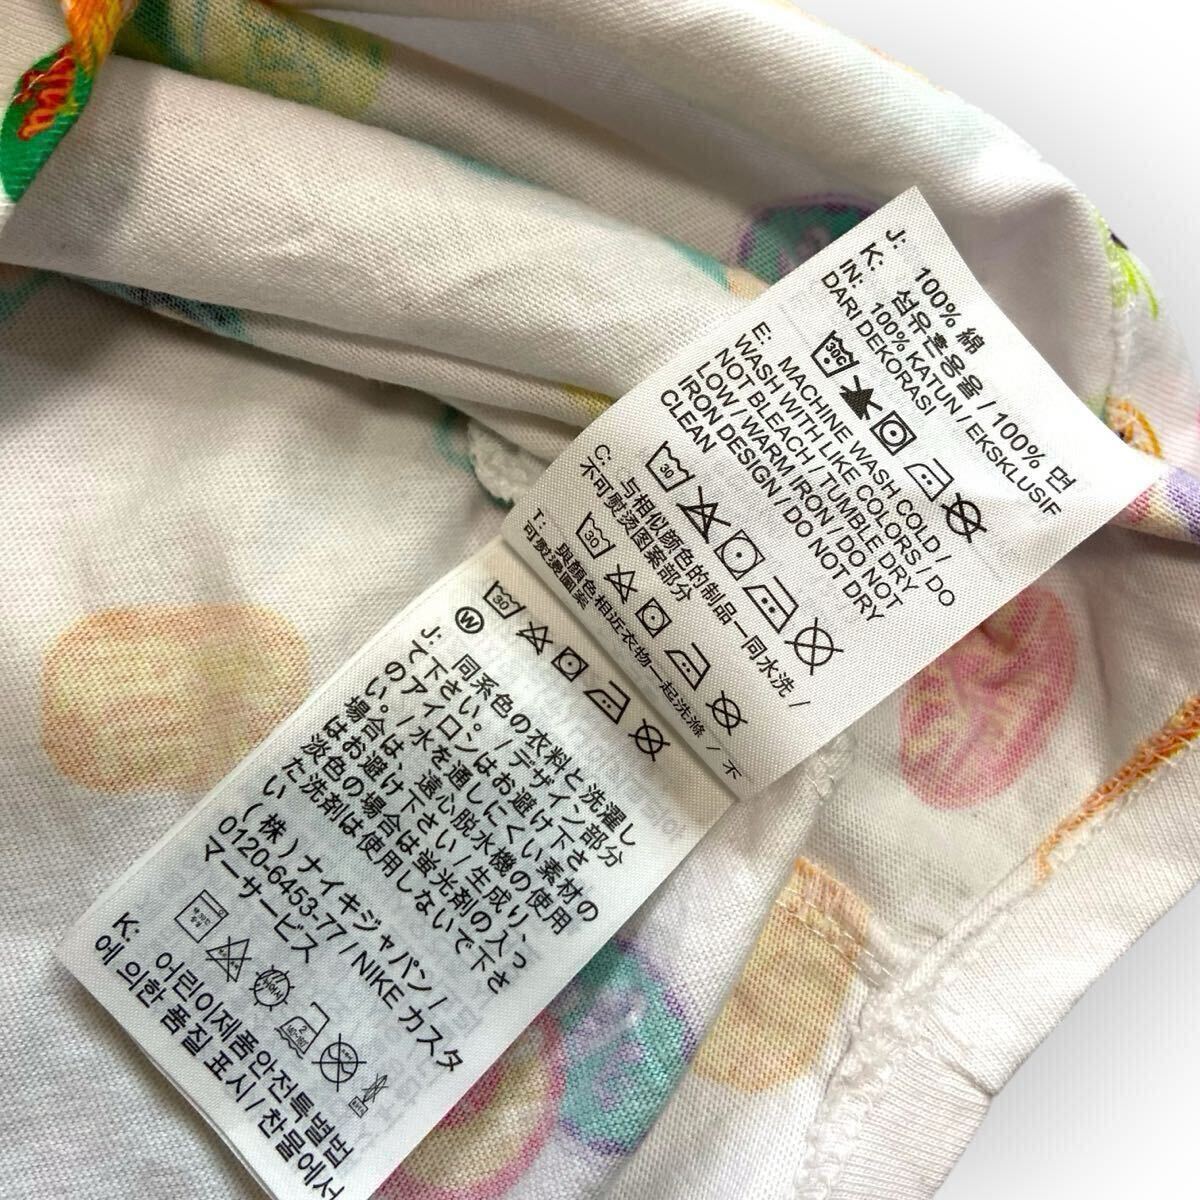 J: 100% 綿
K: 섬유혼용율 / 100% 면
IN: 100% KATUN / EKSKLUSIF
DARI DEKORASI
30C
E: MACHINE WASH COLD /
WASH WITH LIKE COLORS / DO
NOT BLEACH / TUMBLE DRY
LOW / WARM IRON / DO NOT
IRON DESIGN / DO NOT DRY
CLEAN
30
C: 与相似颜色的制品一同水洗 /
不可熨烫图案部分
30
T: 與顏色相近衣物一起洗滌 / 不
可熨燙圖案
30
W
J: 同系色の衣料と洗濯し
て下さい。/ デザイン部分
のアイロンはお避け下さ
い。/ 水を通しにくい素材の
場合は、遠心脱水機の使用
はお避け下さい / 生成り、
淡色の場合は蛍光剤の入っ
た洗剤は使用しないで下さ
い (株) ナイキジャパン /
0120-6453-77 / NIKE カスタ
マーサービス
K: 어린이제품안전특별법
에 의한 품질 표시 / 찬물에서